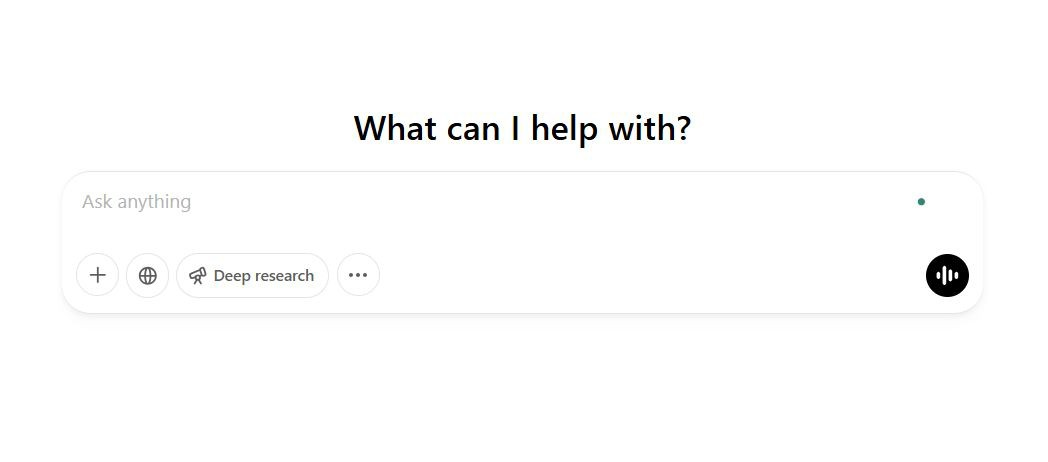 What can I help with?
Ask anything
Deep research